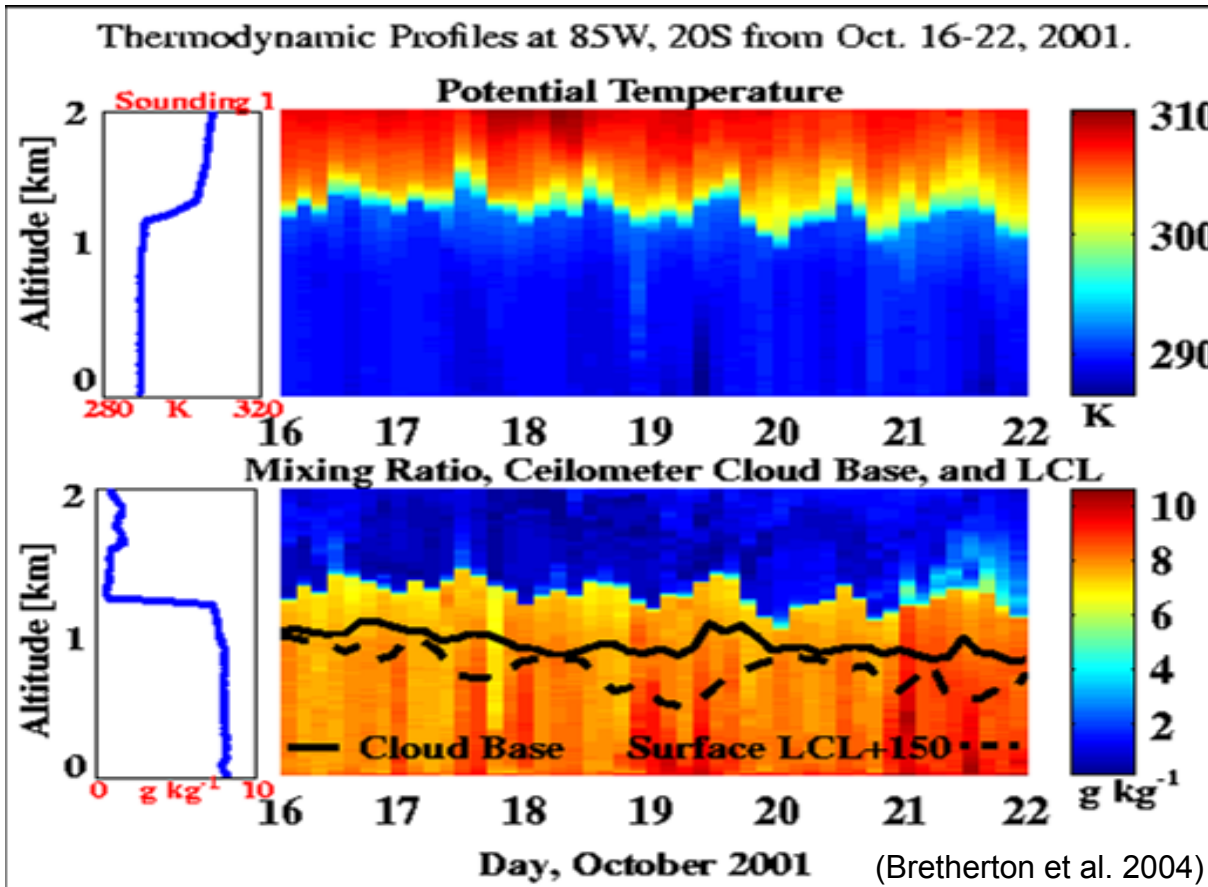 Thermodynamic Profiles at 85W, 20S from Oct. 16-22, 2001.
Potential Temperature
Sounding 1
Altitude [km]
2
1
0
280 K 320
16 17 18 19 20 21 22
310
300
290
K
Mixing Ratio, Ceilometer Cloud Base, and LCL
Altitude [km]
2
1
0
0 g kg-1 10
Cloud Base Surface LCL+150
16 17 18 19 20 21 22
10
8
6
4
2
-1
g kg-1
Day, October 2001
(Bretherton et al. 2004)